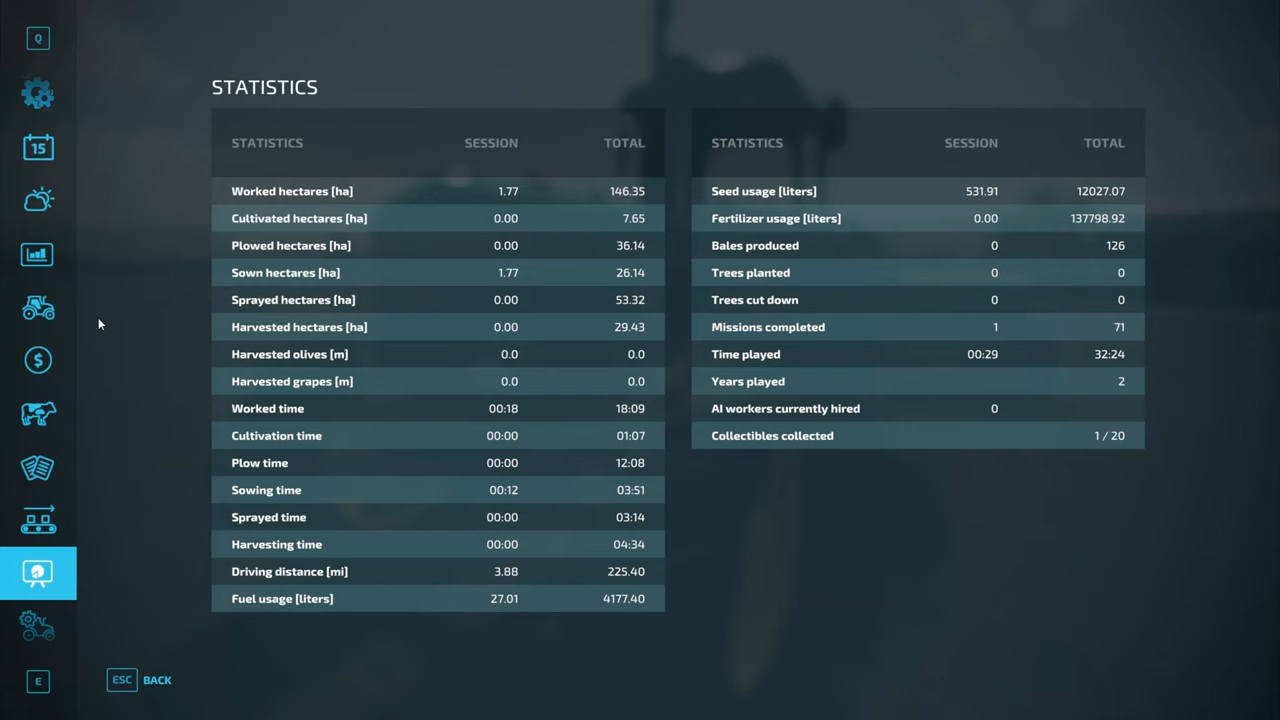 Q
15
STATISTICS
STATISTICS SESSION TOTAL
Worked hectares [ha] 1.77 146.35
Cultivated hectares [ha] 0.00 7.65
Plowed hectares [ha] 0.00 36.14
Sown hectares [ha] 1.77 26.14
Sprayed hectares [ha] 0.00 53.32
Harvested hectares [ha] 0.00 29.43
Harvested olives [m] 0.0 0.0
Harvested grapes [m] 0.0 0.0
Worked time 00:18 18:09
Cultivation time 00:00 01:07
Plow time 00:00 12:08
Sowing time 00:12 03:51
Sprayed time 00:00 03:14
Harvesting time 00:00 04:34
Driving distance [mi] 3.88 225.40
Fuel usage [liters] 27.01 4177.40
STATISTICS SESSION TOTAL
Seed usage [liters] 531.91 12027.07
Fertilizer usage [liters] 0.00 137798.92
Bales produced 0 126
Trees planted 0 0
Trees cut down 0 0
Missions completed 1 71
Time played 00:29 32:24
Years played 2
AI workers currently hired 0
Collectibles collected 1 / 20
E
ESC BACK